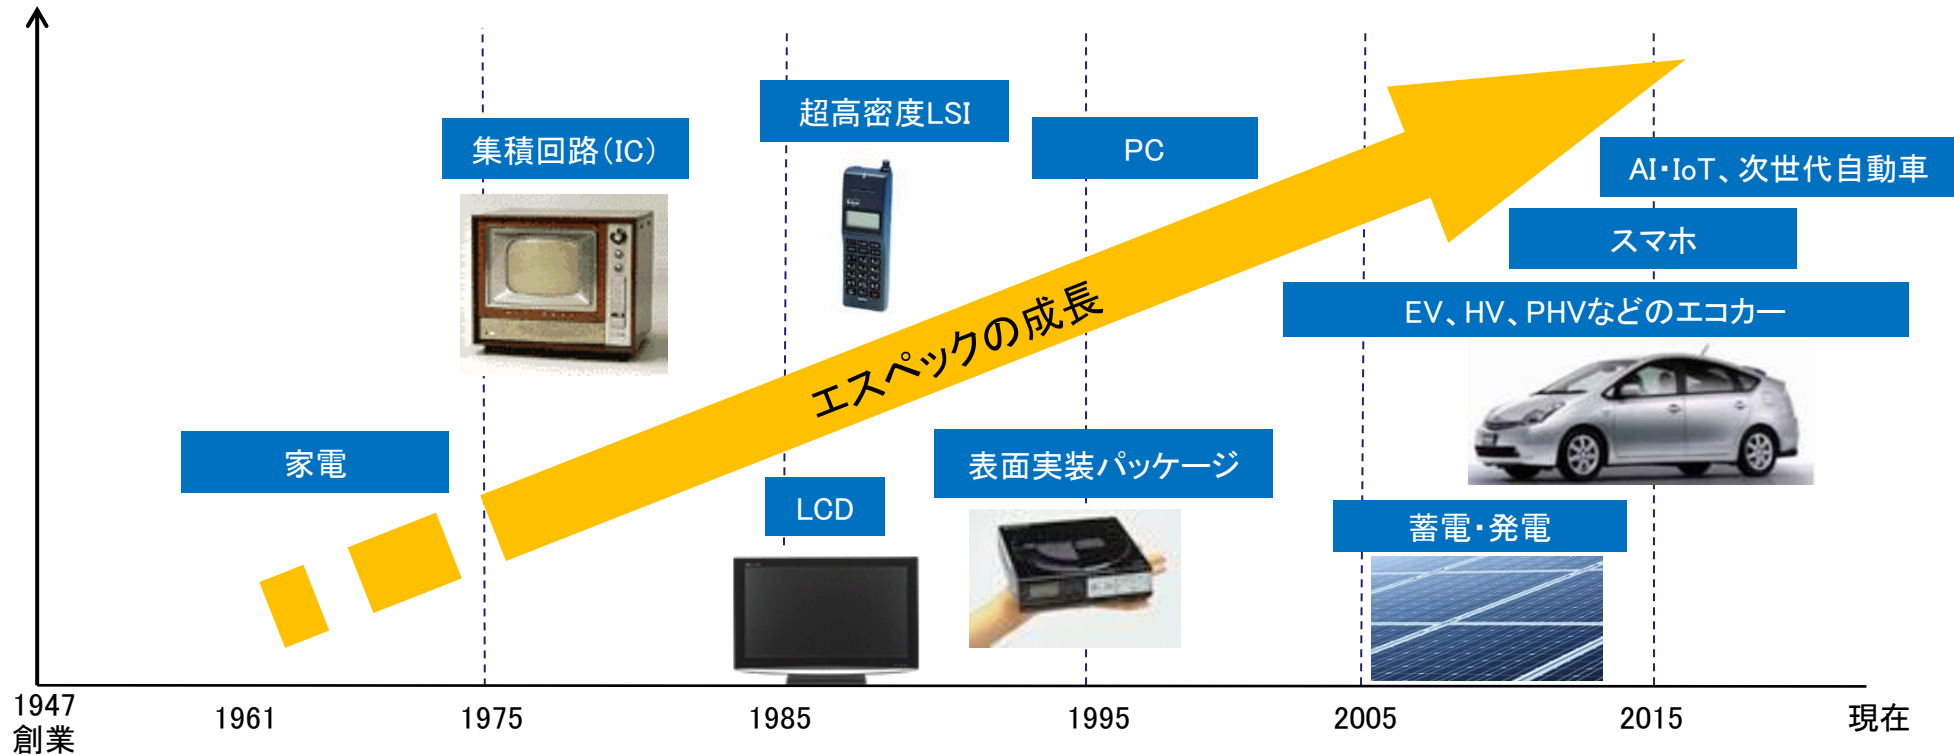 超高密度LSI
集積回路(IC)
PC
AI・IoT、次世代自動車
スマホ
EV、HV、PHVなどのエコカー
エスペックの成長
家電
表面実装パッケージ
LCD
蓄電・発電
1947
創業
1961
1975
1985
1995
2005
2015
現在